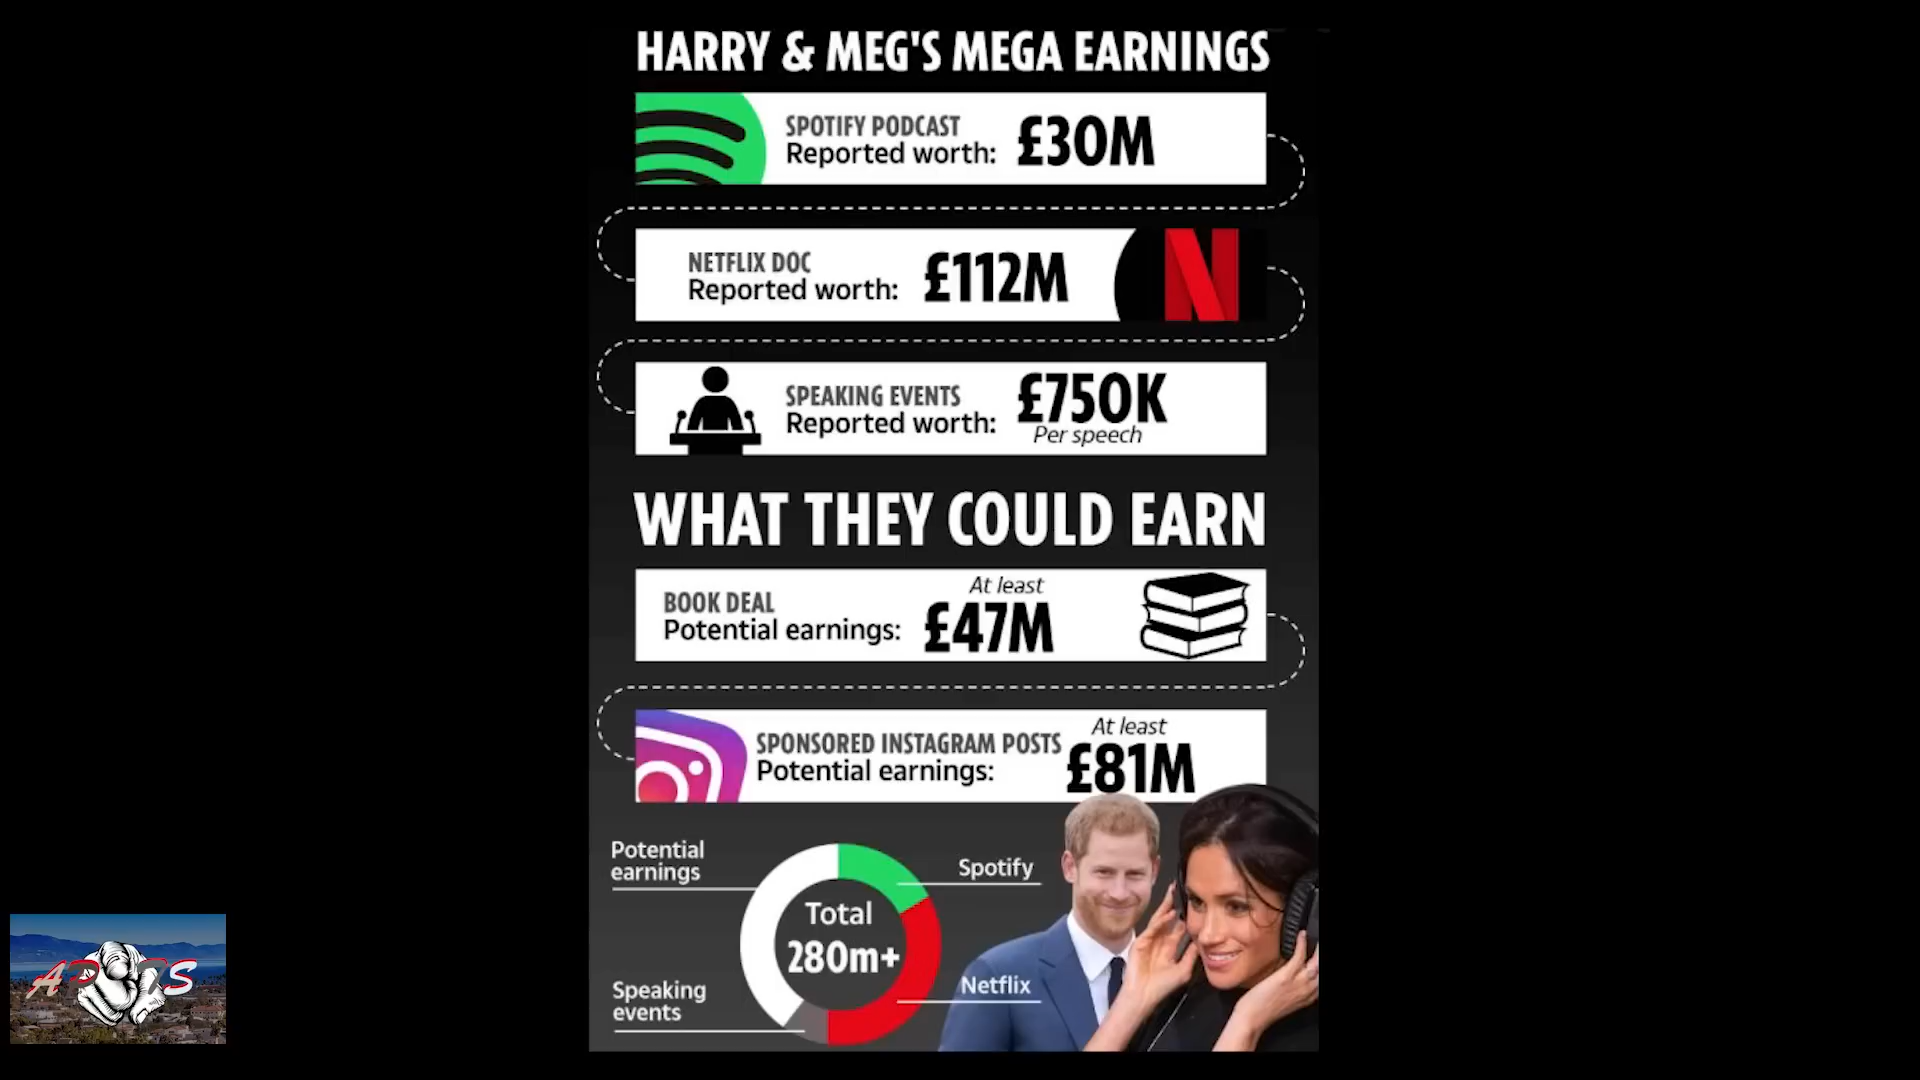 HARRY & MEG'S MEGA EARNINGS
SPOTIFY PODCAST
Reported worth: £30M
NETFLIX DOC
Reported worth: £112M
SPEAKING EVENTS
Reported worth: £750K
Per speech
WHAT THEY COULD EARN
BOOK DEAL
Potential earnings: At least
£47M
SPONSORED INSTAGRAM POSTS
Potential earnings: At least
£81M
Potential
earnings
Spotify
Total
280m+
Netflix
Speaking
events